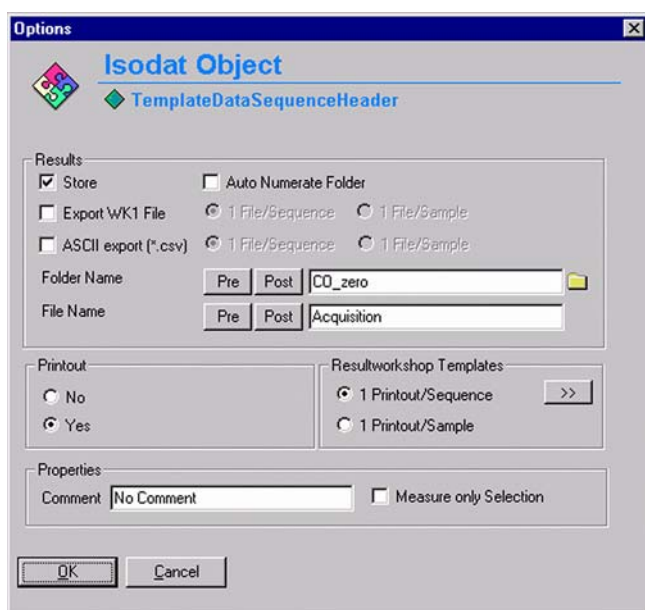 Options
Isodat Object
TemplateDataSequenceHeader
Results
Store Auto Numerate Folder
Export WK1 File 1 File/Sequence 1 File/Sample
ASCII export (*.csv) 1 File/Sequence 1 File/Sample
Folder Name Pre Post CO_zero
File Name Pre Post Acquisition
Printout Resultworkshop Templates
No 1 Printout/Sequence >>
Yes 1 Printout/Sample
Properties
Comment No Comment Measure only Selection
OK Cancel